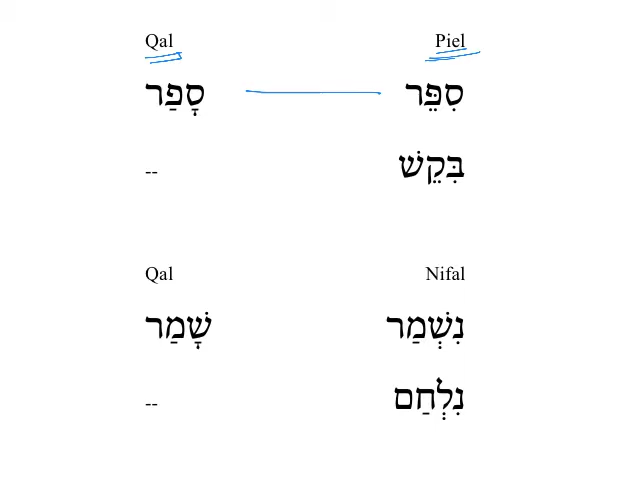 Qal Piel
סָפַר סִפֵּר
-- בִּקֵשׁ
Qal Nifal
שָׁמַר נִשְׁמַר
-- נִלְחַם